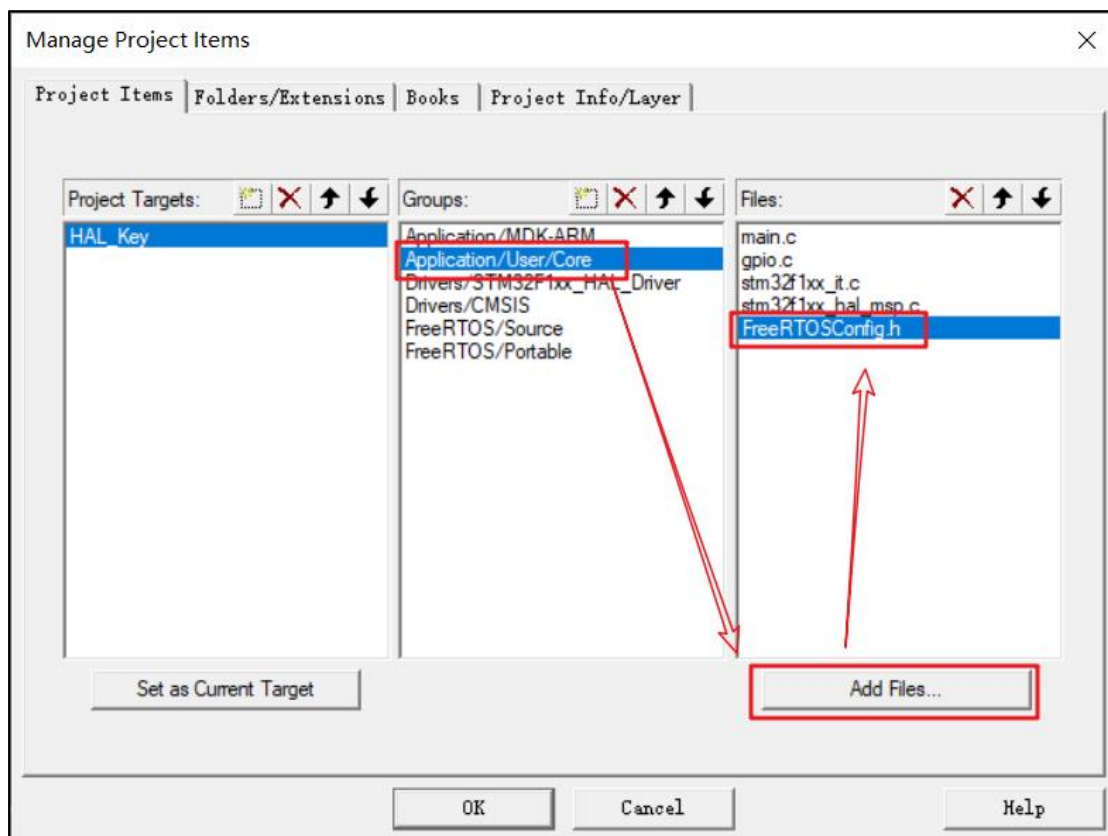 Manage Project Items
Project Items
Folders/Extensions
Books
Project Info/Layer
Project Targets:
HAL_Key
Groups:
Application/MDK-ARM
Application/User/Core
Drivers/STM32F1xx_HAL_Driver
Drivers/CMSIS
FreeRTOS/Source
FreeRTOS/Portable
Files:
main.c
gpio.c
stm32f1xx_it.c
stm32f1xx_hal_msp.c
FreeRTOSConfig.h
Set as Current Target
Add Files...
OK
Cancel
Help